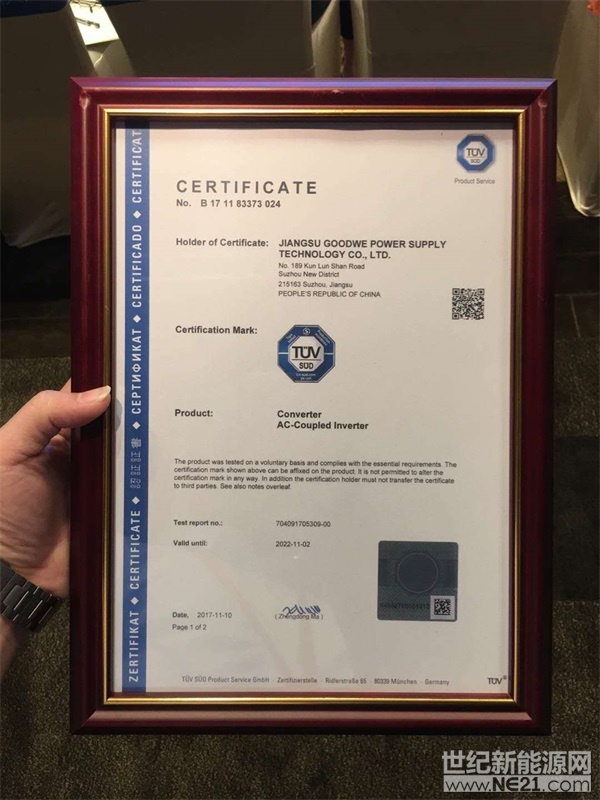 TÜV
SÜD
Product Service
CERTIFICATE
No. B 17 11 83373 024
Holder of Certificate: JIANGSU GOODWE POWER SUPPLY
TECHNOLOGY CO., LTD.
No. 189 Kun Lun Shan Road
Suzhou New District
215163 Suzhou, Jiangsu
PEOPLE'S REPUBLIC OF CHINA
Certification Mark:
TÜV
SÜD
Product: Converter
AC-Coupled Inverter
The product was tested on a voluntary basis and complies with the essential requirements. The
certification mark shown above can be affixed on the product. It is not permitted to alter the
certification mark in any way. In addition the certification holder must not transfer the certificate
to third parties. See also notes overleaf.
Test report no.: 704091705309-00
Valid until: 2022-11-02
Date, 2017-11-10
( Zhengdong Ma )
Page 1 of 2
TÜV SÜD Product Service GmbH · Zertifizierstelle · Ridlerstraße 65 · 80339 München · Germany
TÜV®
ZERTIFIKAT ◆ CERTIFICATE ◆ 認証証書 ◆ СЕРТИФИКАТ ◆ CERTIFICADO ◆ CERTIFICAT
世纪新能源网
www.NE21.com